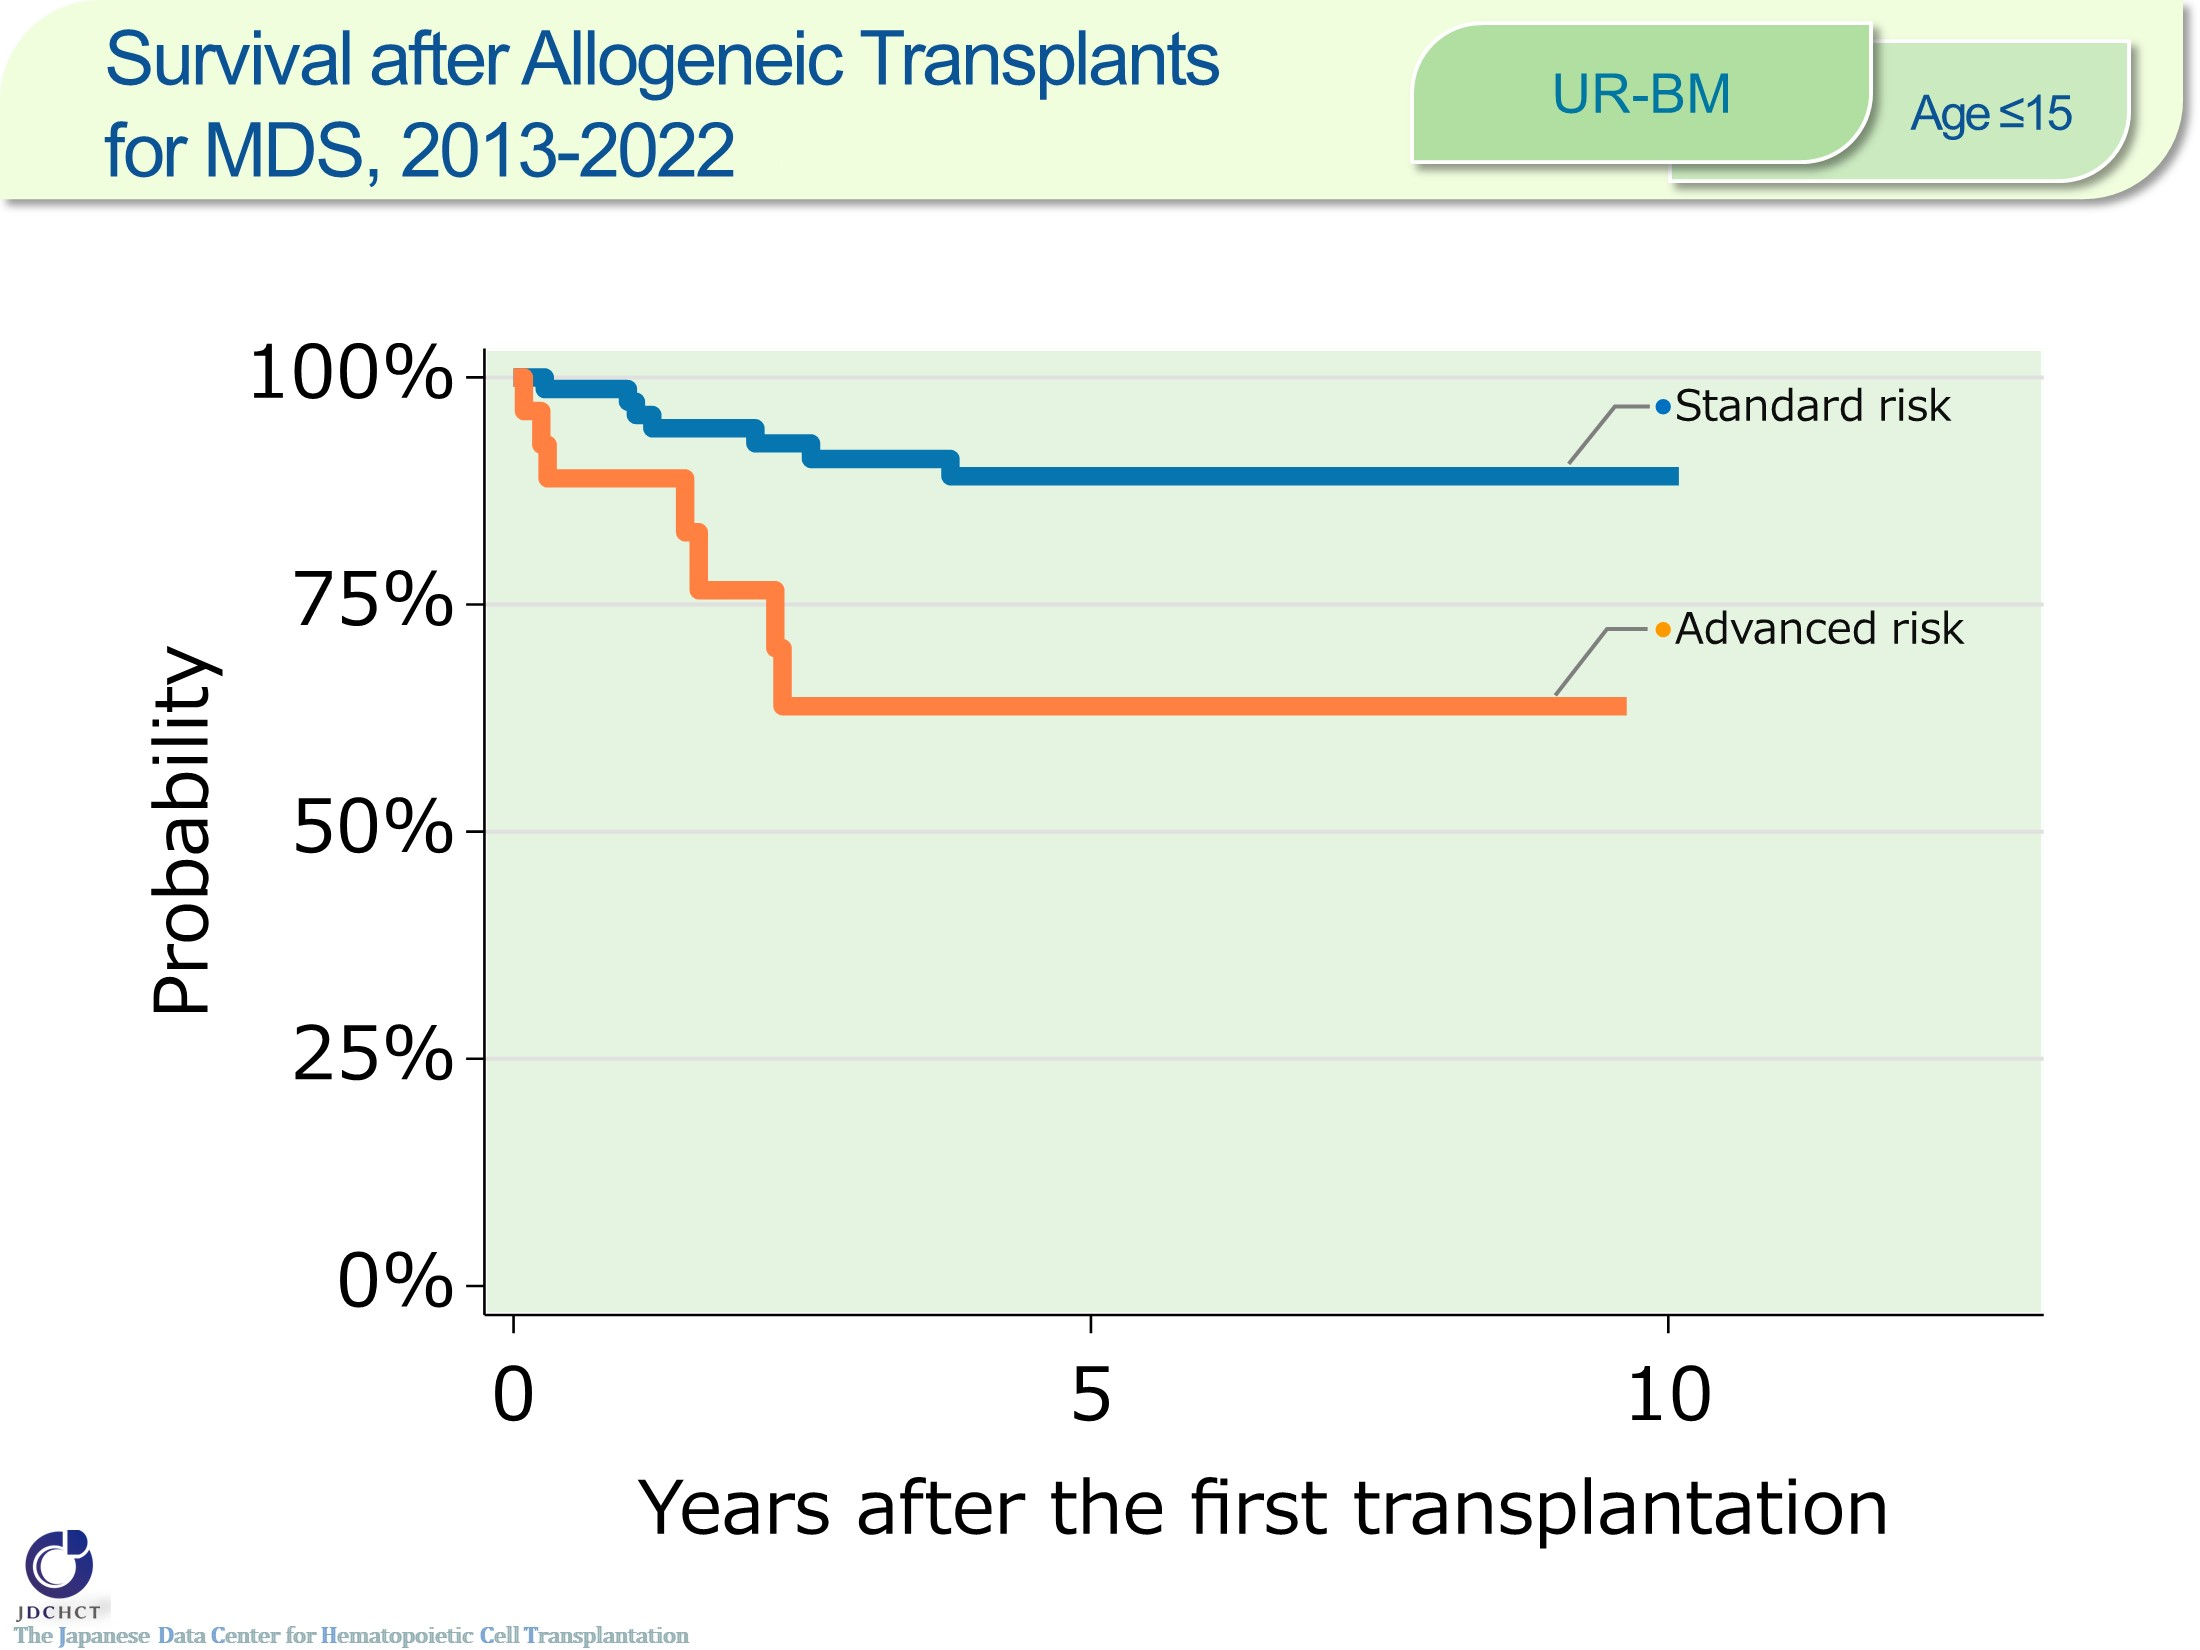 Survival after Allogeneic Transplants
for MDS, 2013-2022
UR-BM
Age ≤15
100%
75%
50%
25%
0%
Probability
Standard risk
Advanced risk
0
5
10
Years after the first transplantation
JDCHCT
The Japanese Data Center for Hematopoietic Cell Transplantation